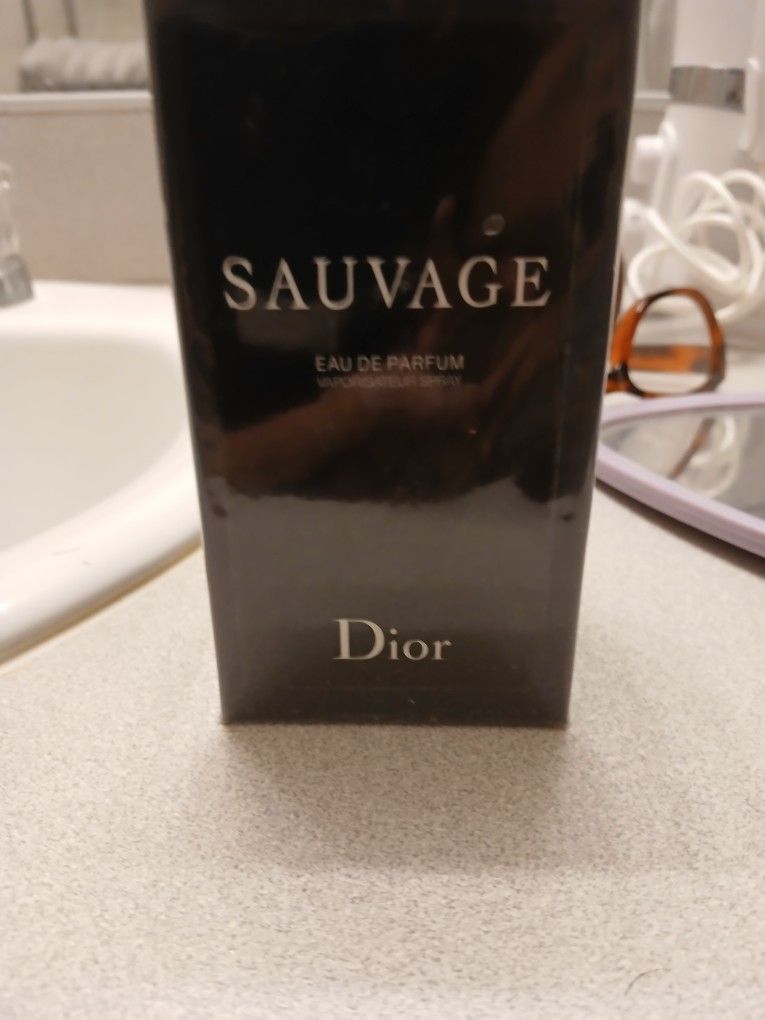 SAUVAGE
EAU DE PARFUM
VAPORISATEUR SPRAY
Dior